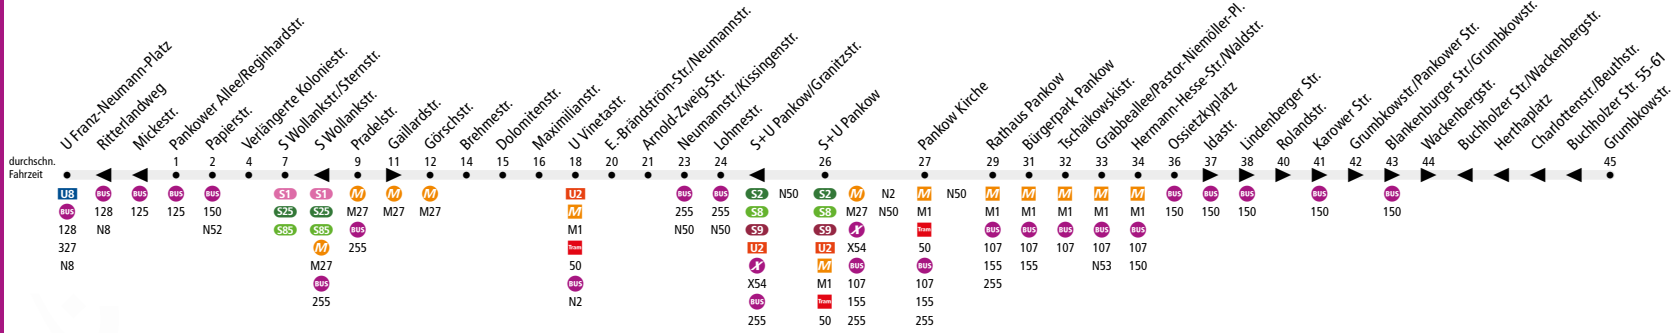 U Franz-Neumann-Platz
Ritterlandweg
Mickestr.
Pankower Allee/Reginhardstr.
Papierstr.
Verlängerte Koloniestr.
S Wollankstr/Sternstr.
S Wollankstr.
Pradelstr.
Gaillardstr.
Görschstr.
Brehmestr.
Dolomitenstr.
Maximilianstr.
U Vinetastr.
E.-Brändström-Str./Neumannstr.
Arnold-Zweig-Str.
Neumannstr./Kissingenstr.
Lohmestr.
S+U Pankow/Granitzstr.
S+U Pankow
Pankow Kirche
Rathaus Pankow
Bürgerpark Pankow
Tschaikowskistr.
Grabbeallee/Pastor-Niemöller-Pl.
Hermann-Hesse-Str./Waldstr.
Ossietzkyplatz
Idastr.
Lindenberger Str.
Rolandstr.
Karower Str.
Grumbkowstr./Pankower Str.
Blankenburger Str./Grumbkowstr.
Wackenbergstr.
Buchholzer Str./Wackenbergstr.
Herthaplatz
Charlottenstr./Beuthstr.
Buchholzer Str. 55-61
Grumbkowstr.
durchschn. 1 2 4 7 9 11 12 14 15 16 18 20 21 23 24 26 27 29 31 32 33 34 36 37 38 40 41 42 43 44 45
Fahrzeit
U8 BUS BUS BUS BUS S1 S1 M M M U2 BUS BUS S2 N50 S2 M N2 M N50 M M M M M BUS BUS BUS BUS BUS
BUS 128 125 125 150 S25 S25 M27 M27 M27 M 255 255 S8 S8 M27 N50 M1 M1 M1 M1 M1 M1 150 150 150 150 150
128 N8 N52 S85 S85 BUS M1 N50 N50 S9 S9 X Tram BUS BUS BUS BUS BUS
327 M 255 Tram U2 U2 X54 50 107 107 107 107 107
N8 M27 50 X M BUS BUS 155 155 N53 150
BUS BUS X54 M1 107 107 255
255 N2 BUS Tram 155 155
255 50 255 255